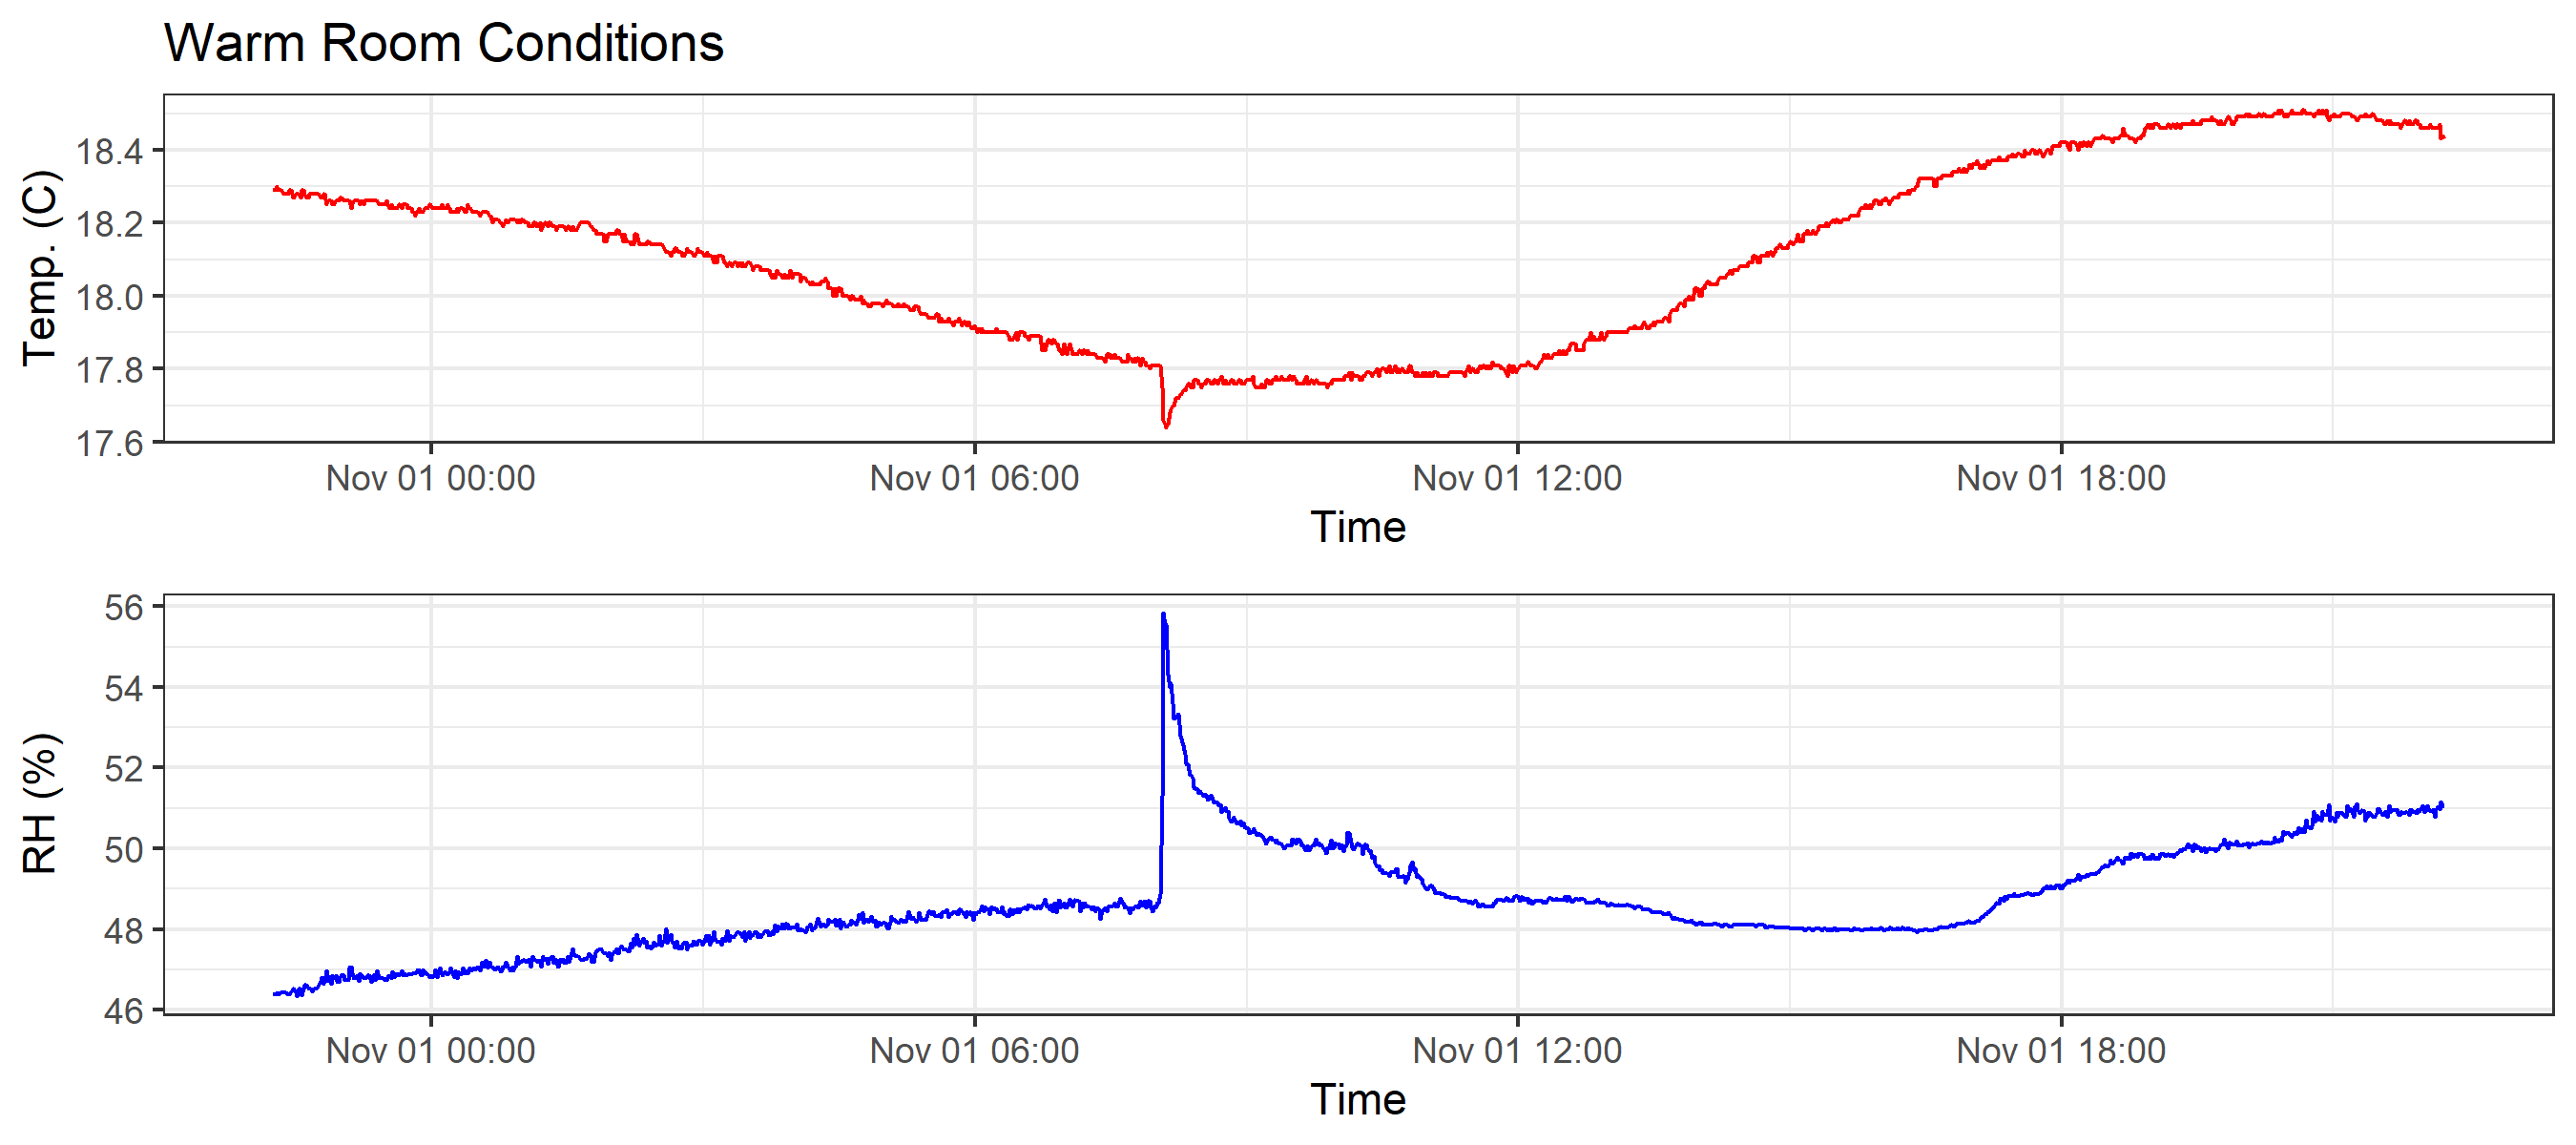 Warm Room Conditions
Temp. (C)
18.4
18.2
18.0
17.8
17.6
Nov 01 00:00 Nov 01 06:00 Nov 01 12:00 Nov 01 18:00
Time
RH (%)
56
54
52
50
48
46
Nov 01 00:00 Nov 01 06:00 Nov 01 12:00 Nov 01 18:00
Time